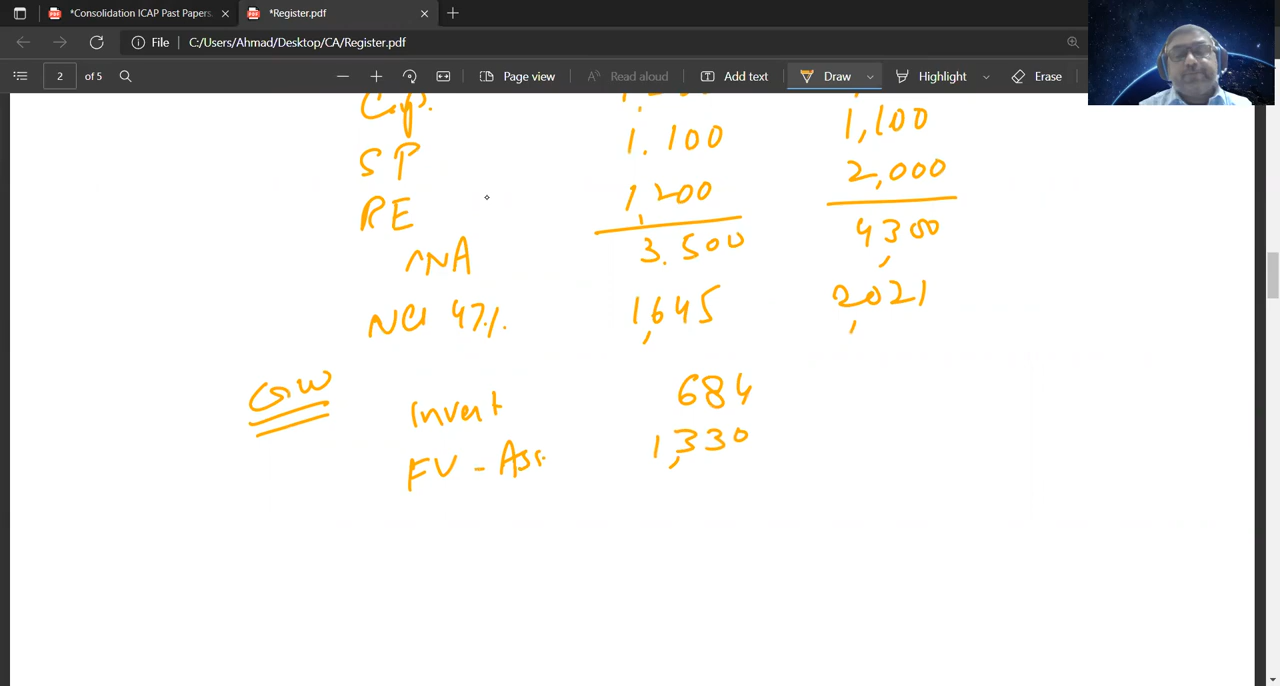 *Consolidation ICAP Past Papers.
*Register.pdf
File C:/Users/Ahmad/Desktop/CA/Register.pdf
2 of 5 Page view Read aloud Add text Draw Highlight Erase
Cap.
SP 1.100 1,100
RE 1,200 2,000
NA 3.500 4,300
NCI 47% 1,645 2,021
GW
Invert 684
FV - Ass. 1,330